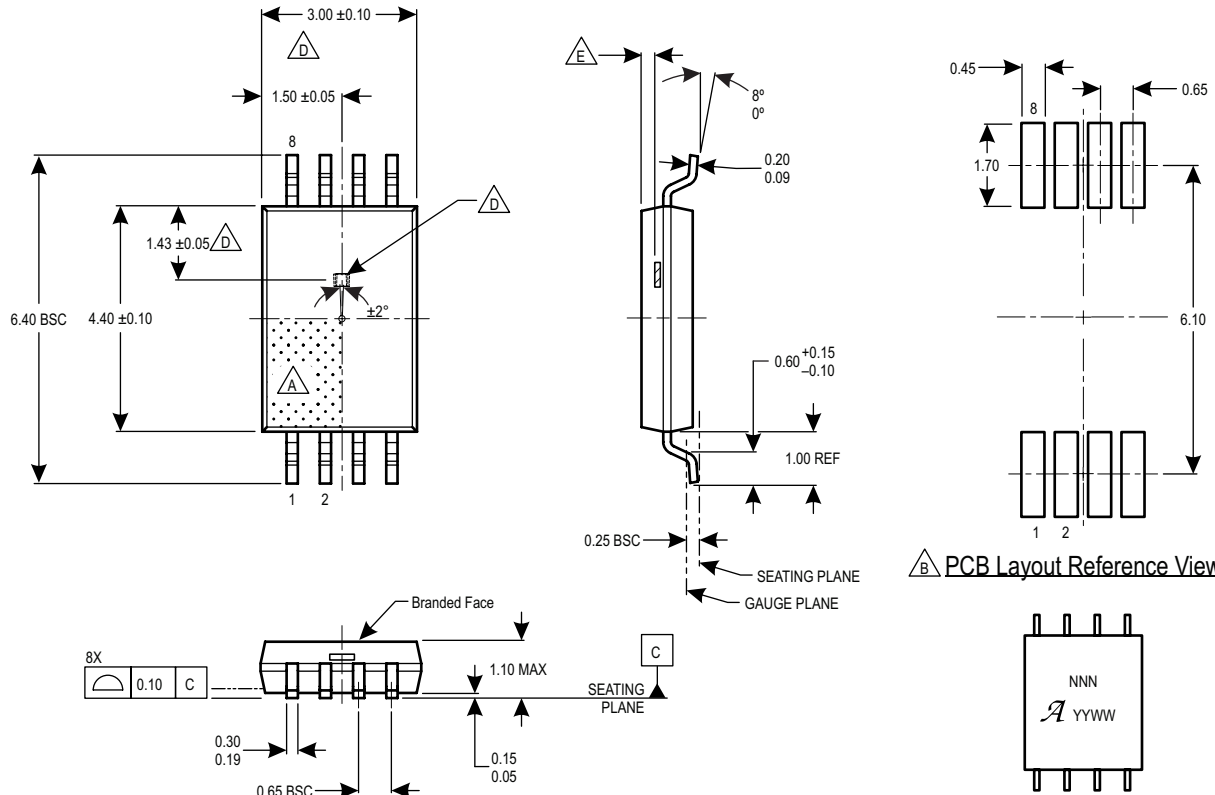 3.00 ±0.10
D
1.50 ±0.05
8
D
1.43 ±0.05 D
6.40 BSC
4.40 ±0.10
±2°
A
1 2
E
8º
0º
0.20
0.09
0.60 +0.15
–0.10
1.00 REF
0.25 BSC
SEATING PLANE
GAUGE PLANE
0.45
8
0.65
1.70
6.10
1 2
B PCB Layout Reference View
Branded Face
8X
0.10 C
1.10 MAX
C
SEATING
PLANE
0.30
0.19
0.15
0.05
0.65 BSC
NNN
A YYWW